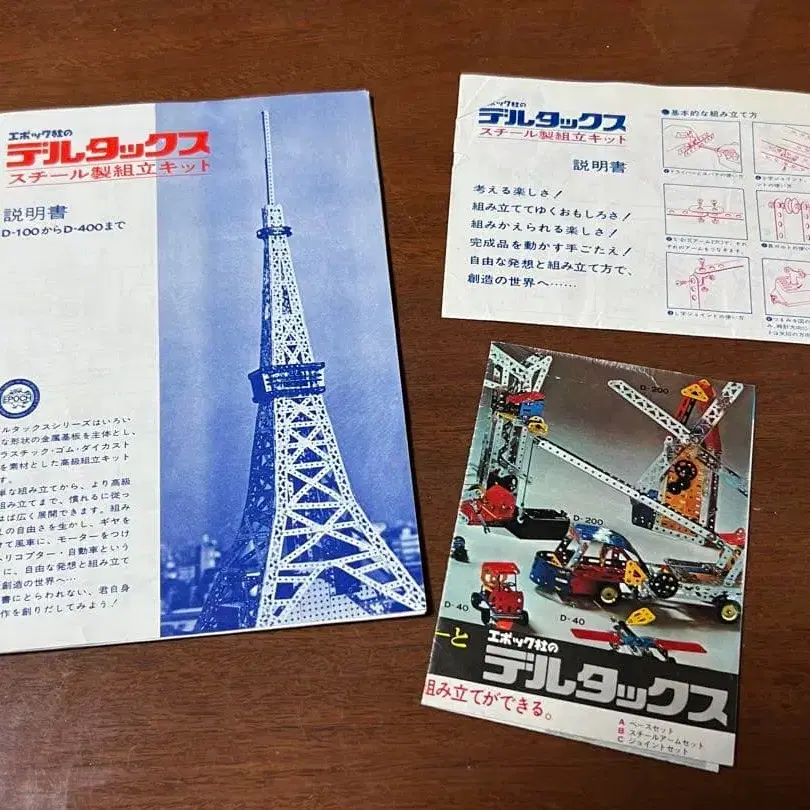 エポック社の
デルタックス
スチール製組立キット
説明書
D-100からD-400まで
EPOCH
ルタックスシリーズはいろい
な形状の金属基板を主体とし、
ラスチック・ゴム・ダイカスト
を素材とした高級組立キット
す。
単な組み立てから、より高級
組み立てまで、慣れるに従っ
ば広く展開できます。組み
の自由さを生かし、ギヤを
けて風車に、モーターをつけ
ヘリコプター・自動車という
に、自由な発想と組み立て
創造の世界へ…
書にとらわれない、君自身
作を創りだしてみよう!
エポック社の
デルタックス
スチール製組立キット
説明書
考える楽しさ!
組み立ててゆくおもしろさ!
組みかえられる楽しさ!
完成品を動かす手ごたえ!
自由な発想と組み立て方で、
創造の世界へ……
●基本的な組み立て方
D-200
D-200
D-40
D-40
ーと
エポック社の
デルタックス
組み立てができる。
A ベースセット
B スチールアームセット
C ジョイントセット